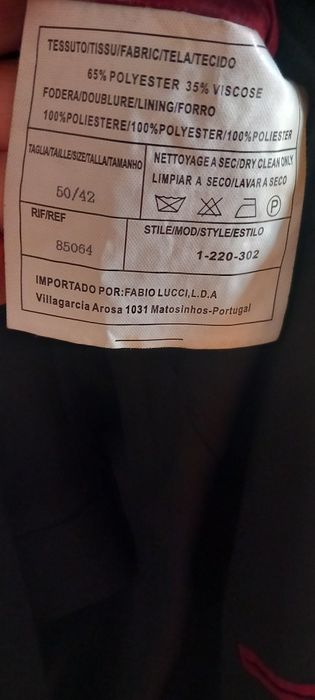 TESSUTO/TISSU/FABRIC/TELA/TECIDO
65% POLYESTER 35% VISCOSE
FODERA/DOUBLURE/LINING/FORRO
100%POLIESTERE/100%POLYESTER/100%POLIESTER
TAGLIA/TAILLE/SIZE/TALLA/TAMANHO
50/42
NETTOYAGE A SEC/DRY CLEAN ONLY
LIMPIAR A SECO/LAVAR A SECO
P
RIF/REF
85064
STILE/MOD/STYLE/ESTILO
1-220-302
IMPORTADO POR:FABIO LUCCI,L.D.A
Villagarcia Arosa 1031 Matosinhos-Portugal